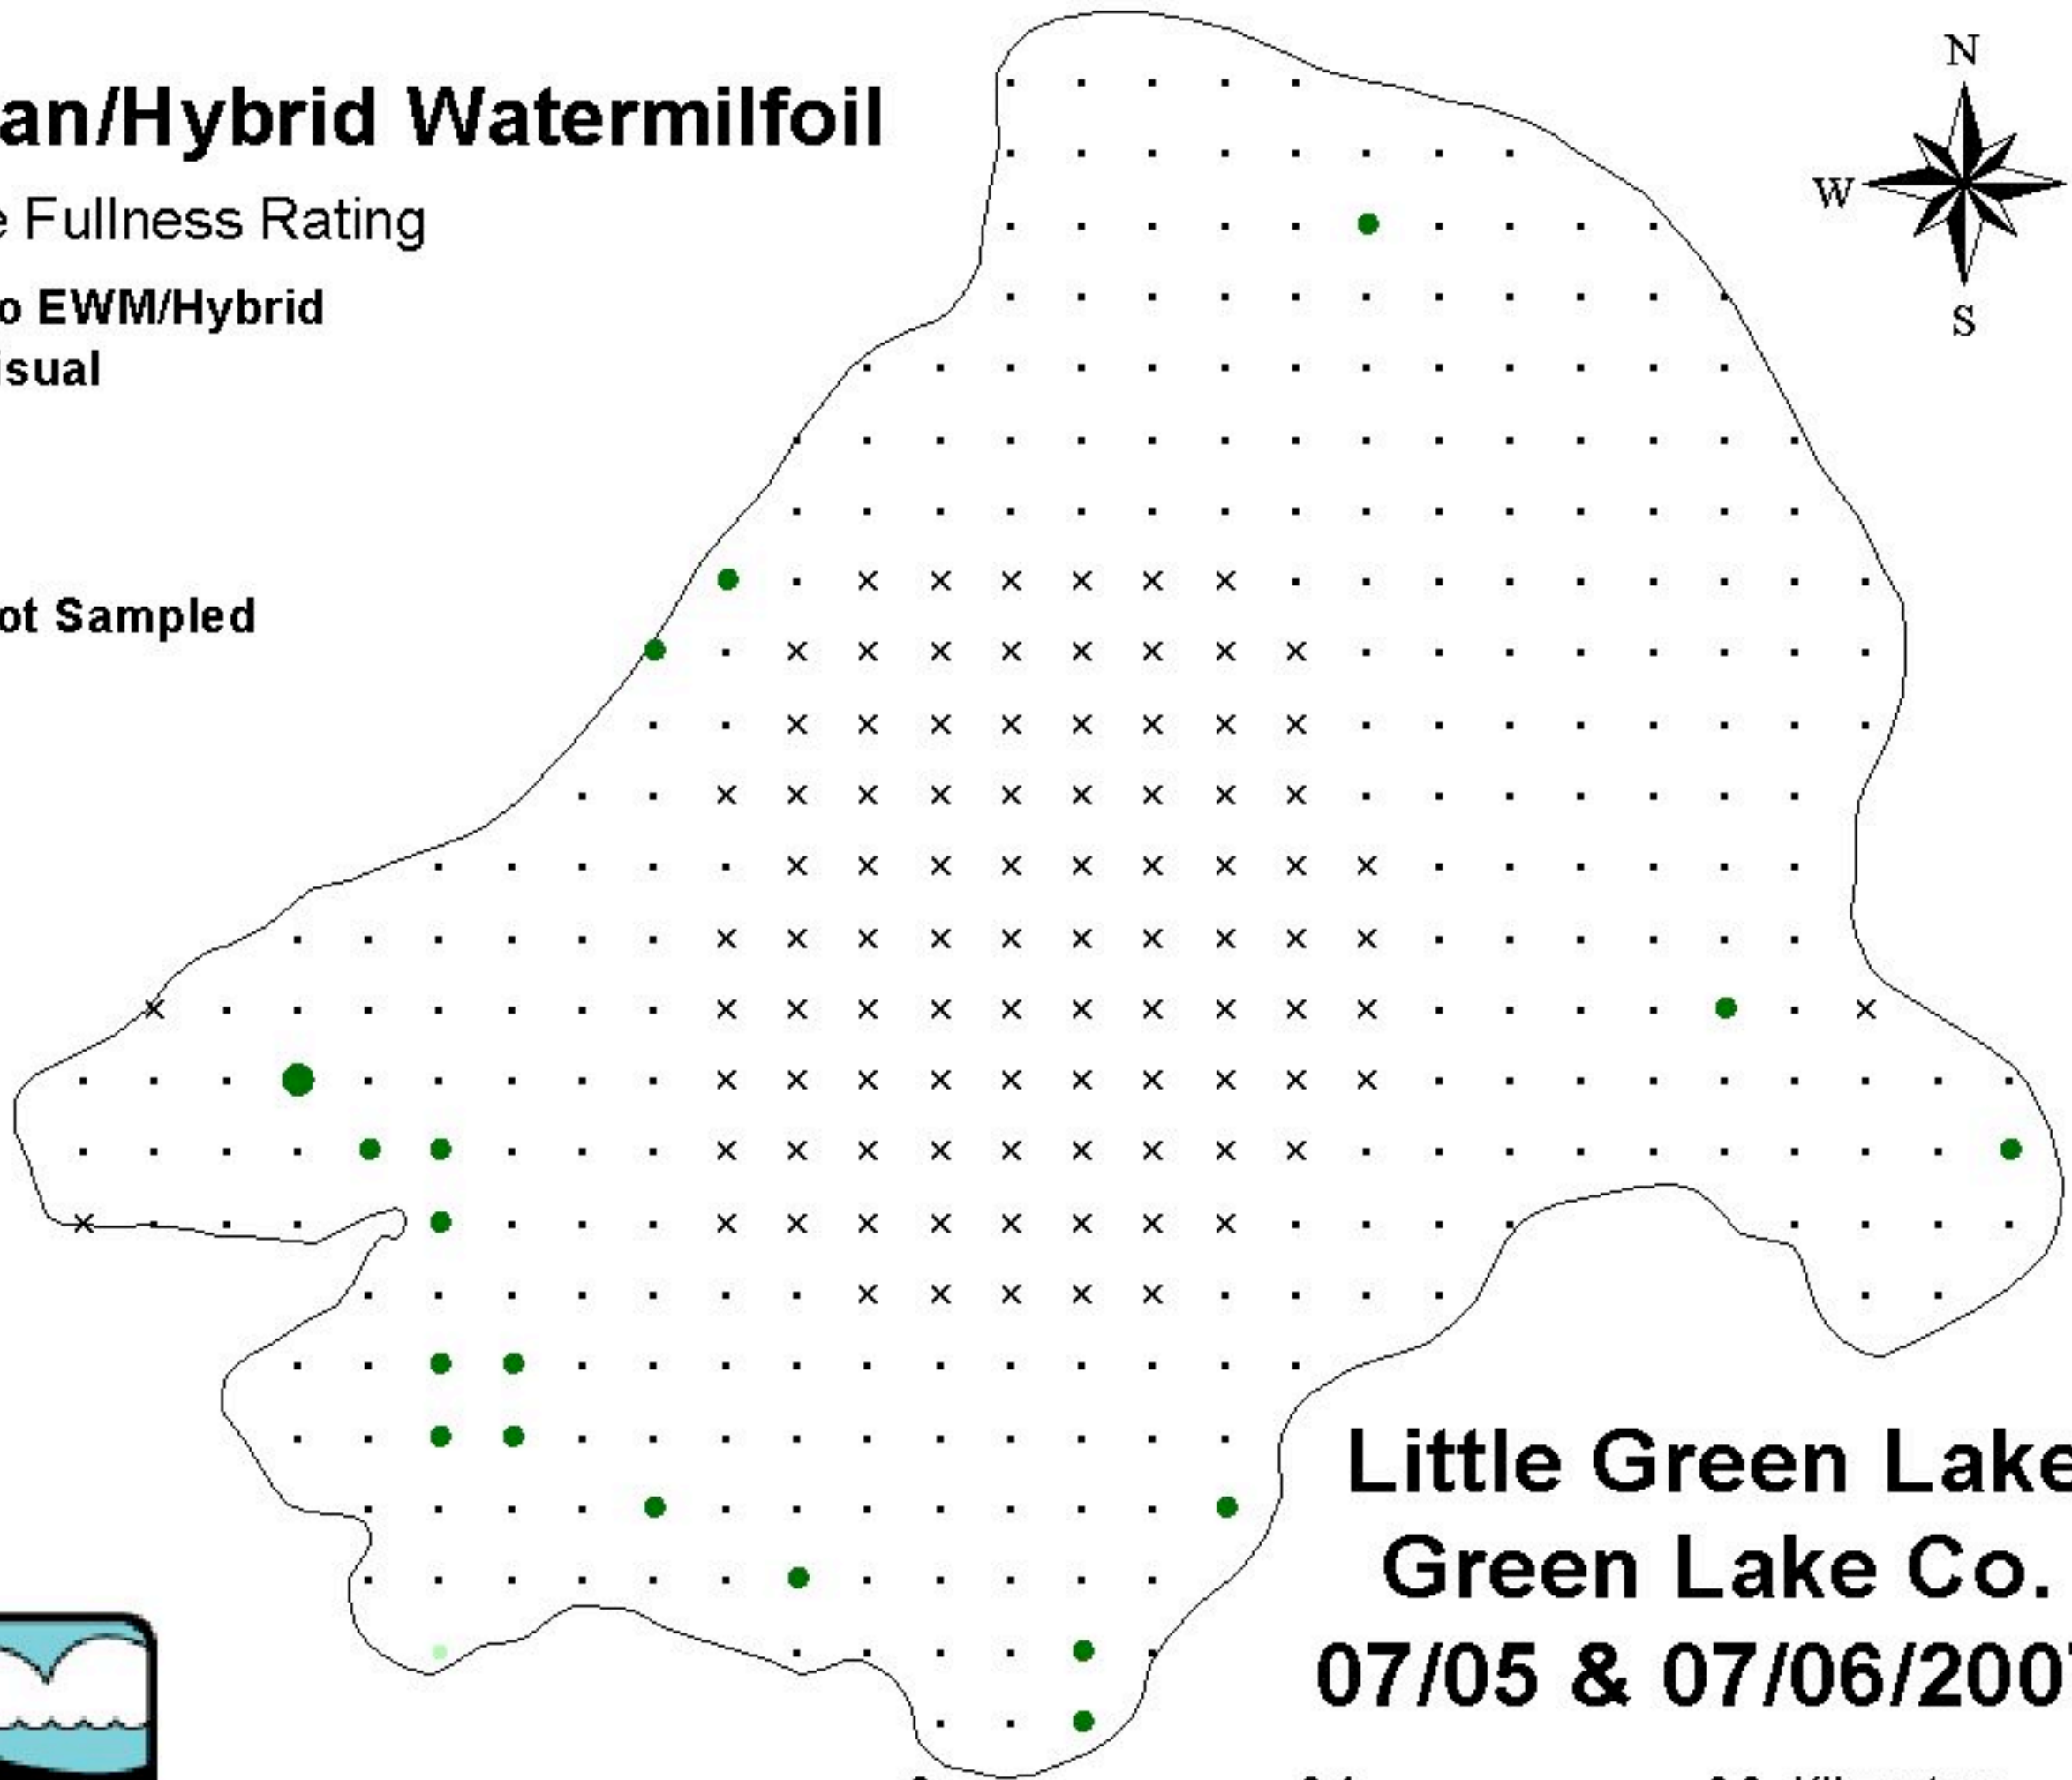 an/Hybrid Watermilfoil
e Fullness Rating
o EWM/Hybrid
isual
ot Sampled
N
W
S
Little Green Lake
Green Lake Co.
07/05 & 07/06/2007